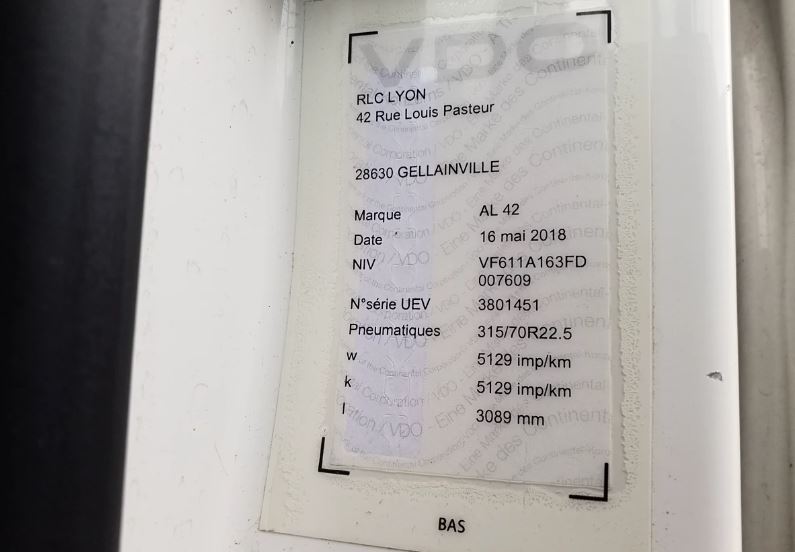 VDO
RLC LYON
42 Rue Louis Pasteur
28630 GELLAINVILLE
Marque AL 42
Date 16 mai 2018
NIV VF611A163FD
007609
N°série UEV 3801451
Pneumatiques 315/70R22.5
w 5129 imp/km
k 5129 imp/km
l 3089 mm
BAS